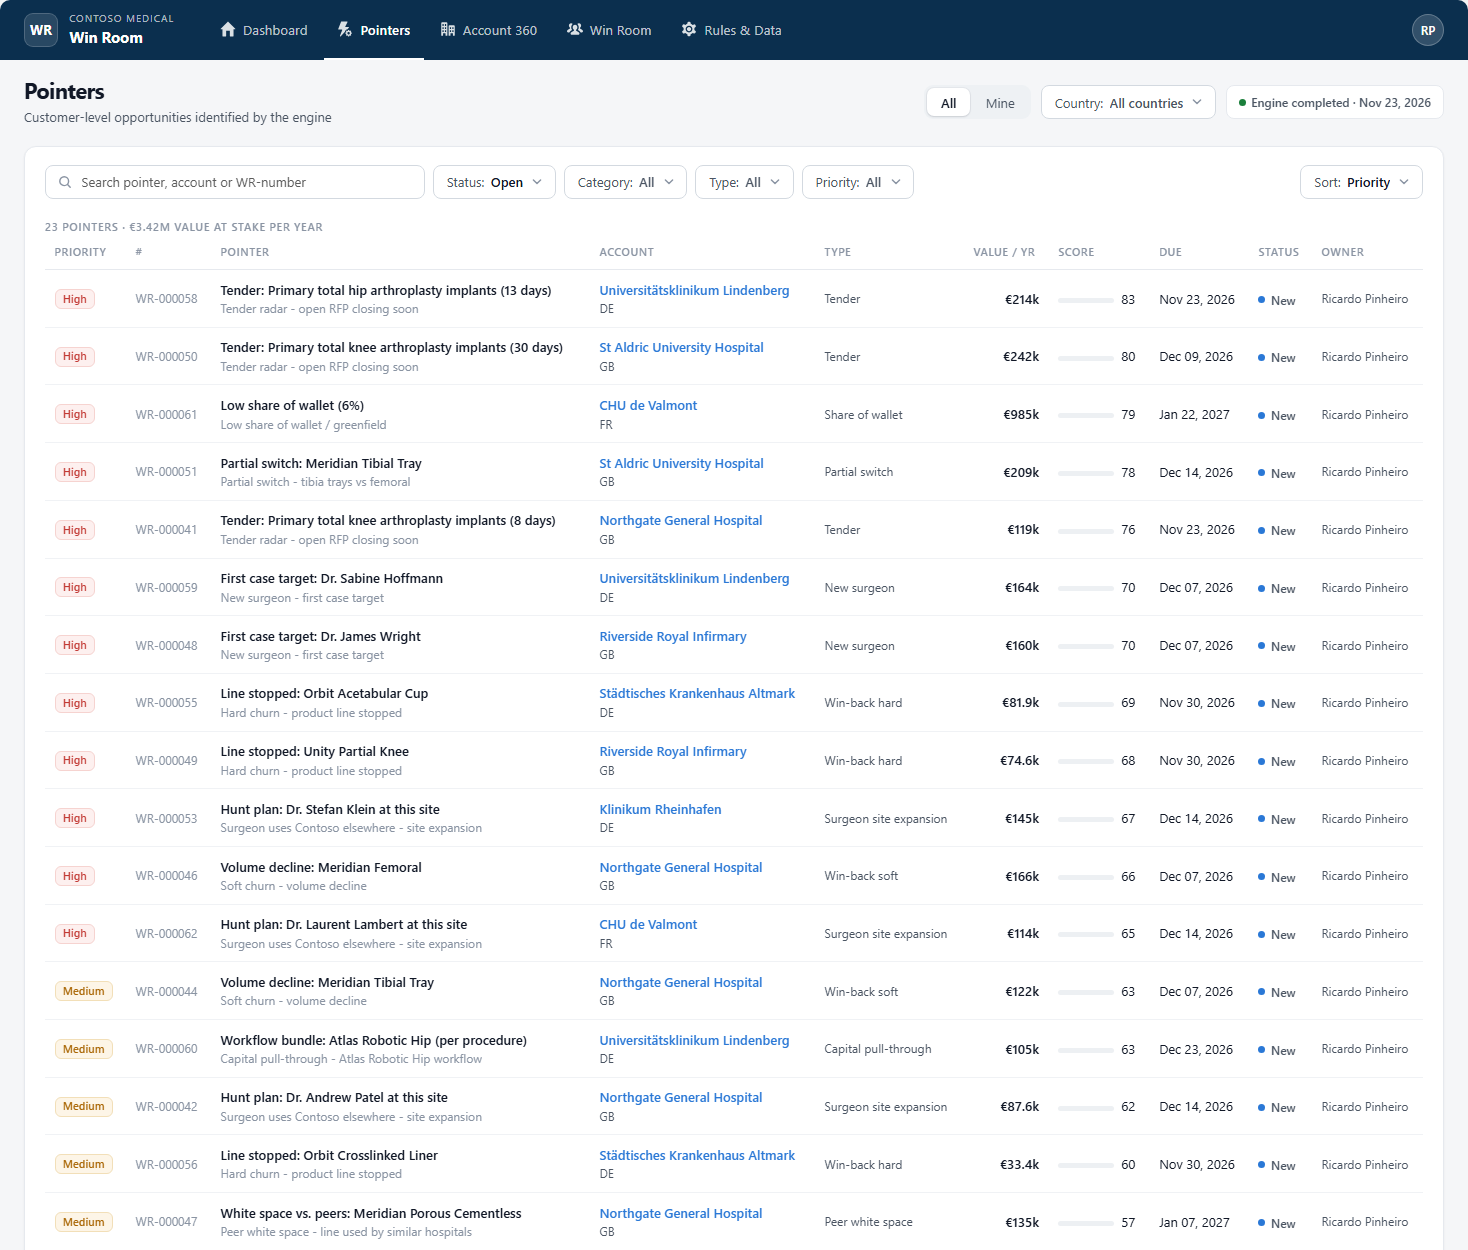 WR
CONTOSO MEDICAL
Win Room
Dashboard
Pointers
Account 360
Win Room
Rules & Data
RP
Pointers
Customer-level opportunities identified by the engine
All
Mine
Country: All countries
Engine completed · Nov 23, 2026
Search pointer, account or WR-number
Status: Open
Category: All
Type: All
Priority: All
Sort: Priority
23 POINTERS · €3.42M VALUE AT STAKE PER YEAR
PRIORITY # POINTER ACCOUNT TYPE VALUE / YR SCORE DUE STATUS OWNER
High WR-000058 Tender: Primary total hip arthroplasty implants (13 days) Universitätsklinikum Lindenberg Tender €214k 83 Nov 23, 2026 New Ricardo Pinheiro
Tender radar - open RFP closing soon DE
High WR-000050 Tender: Primary total knee arthroplasty implants (30 days) St Aldric University Hospital Tender €242k 80 Dec 09, 2026 New Ricardo Pinheiro
Tender radar - open RFP closing soon GB
High WR-000061 Low share of wallet (6%) CHU de Valmont Share of wallet €985k 79 Jan 22, 2027 New Ricardo Pinheiro
Low share of wallet / greenfield FR
High WR-000051 Partial switch: Meridian Tibial Tray St Aldric University Hospital Partial switch €209k 78 Dec 14, 2026 New Ricardo Pinheiro
Partial switch - tibia trays vs femoral GB
High WR-000041 Tender: Primary total knee arthroplasty implants (8 days) Northgate General Hospital Tender €119k 76 Nov 23, 2026 New Ricardo Pinheiro
Tender radar - open RFP closing soon GB
High WR-000059 First case target: Dr. Sabine Hoffmann Universitätsklinikum Lindenberg New surgeon €164k 70 Dec 07, 2026 New Ricardo Pinheiro
New surgeon - first case target DE
High WR-000048 First case target: Dr. James Wright Riverside Royal Infirmary New surgeon €160k 70 Dec 07, 2026 New Ricardo Pinheiro
New surgeon - first case target GB
High WR-000055 Line stopped: Orbit Acetabular Cup Städtisches Krankenhaus Altmark Win-back hard €81.9k 69 Nov 30, 2026 New Ricardo Pinheiro
Hard churn - product line stopped DE
High WR-000049 Line stopped: Unity Partial Knee Riverside Royal Infirmary Win-back hard €74.6k 68 Nov 30, 2026 New Ricardo Pinheiro
Hard churn - product line stopped GB
High WR-000053 Hunt plan: Dr. Stefan Klein at this site Klinikum Rheinhafen Surgeon site expansion €145k 67 Dec 14, 2026 New Ricardo Pinheiro
Surgeon uses Contoso elsewhere - site expansion DE
High WR-000046 Volume decline: Meridian Femoral Northgate General Hospital Win-back soft €166k 66 Dec 07, 2026 New Ricardo Pinheiro
Soft churn - volume decline GB
High WR-000062 Hunt plan: Dr. Laurent Lambert at this site CHU de Valmont Surgeon site expansion €114k 65 Dec 14, 2026 New Ricardo Pinheiro
Surgeon uses Contoso elsewhere - site expansion FR
Medium WR-000044 Volume decline: Meridian Tibial Tray Northgate General Hospital Win-back soft €122k 63 Dec 07, 2026 New Ricardo Pinheiro
Soft churn - volume decline GB
Medium WR-000060 Workflow bundle: Atlas Robotic Hip (per procedure) Universitätsklinikum Lindenberg Capital pull-through €105k 63 Dec 23, 2026 New Ricardo Pinheiro
Capital pull-through - Atlas Robotic Hip workflow DE
Medium WR-000042 Hunt plan: Dr. Andrew Patel at this site Northgate General Hospital Surgeon site expansion €87.6k 62 Dec 14, 2026 New Ricardo Pinheiro
Surgeon uses Contoso elsewhere - site expansion GB
Medium WR-000056 Line stopped: Orbit Crosslinked Liner Städtisches Krankenhaus Altmark Win-back hard €33.4k 60 Nov 30, 2026 New Ricardo Pinheiro
Hard churn - product line stopped DE
Medium WR-000047 White space vs. peers: Meridian Porous Cementless Northgate General Hospital Peer white space €135k 57 Jan 07, 2027 New Ricardo Pinheiro
Peer white space - line used by similar hospitals GB